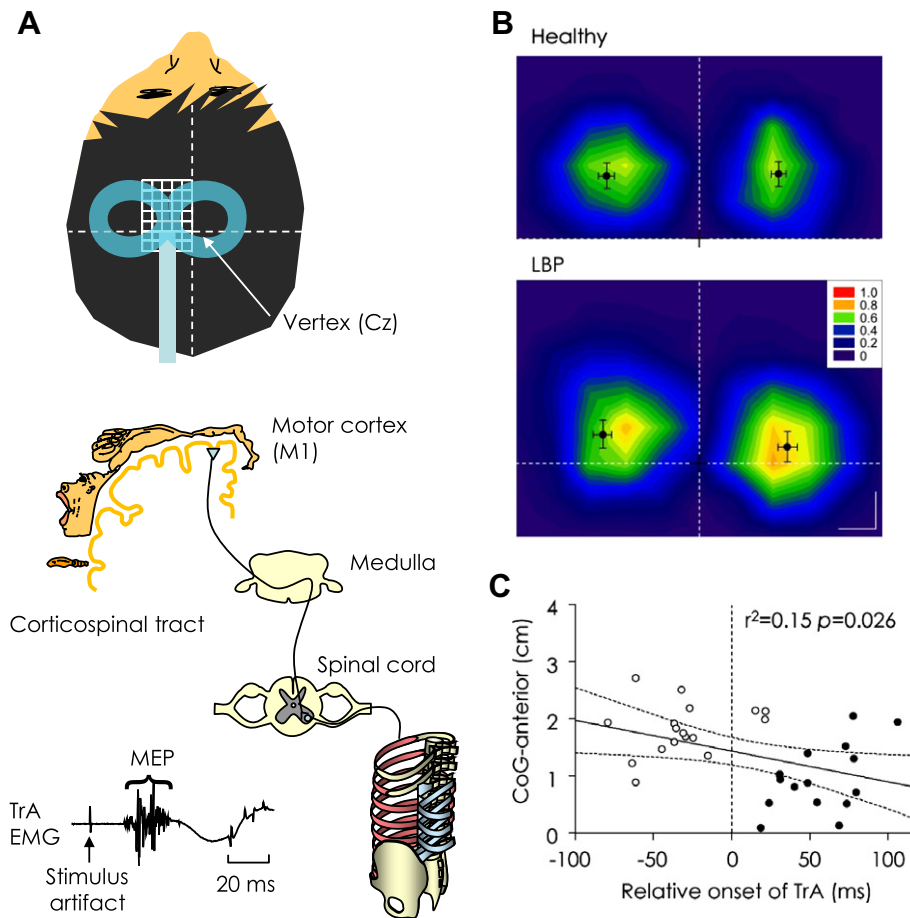 A
Vertex (Cz)
Motor cortex
(M1)
Medulla
Corticospinal tract
Spinal cord
MEP
TrA
EMG
Stimulus
artifact
20 ms
B
Healthy
LBP
1.0
0.8
0.6
0.4
0.2
0
C
r²=0.15 p=0.026
CoG-anterior (cm)
4
3
2
1
0
-100
-50
0
50
100
Relative onset of TrA (ms)